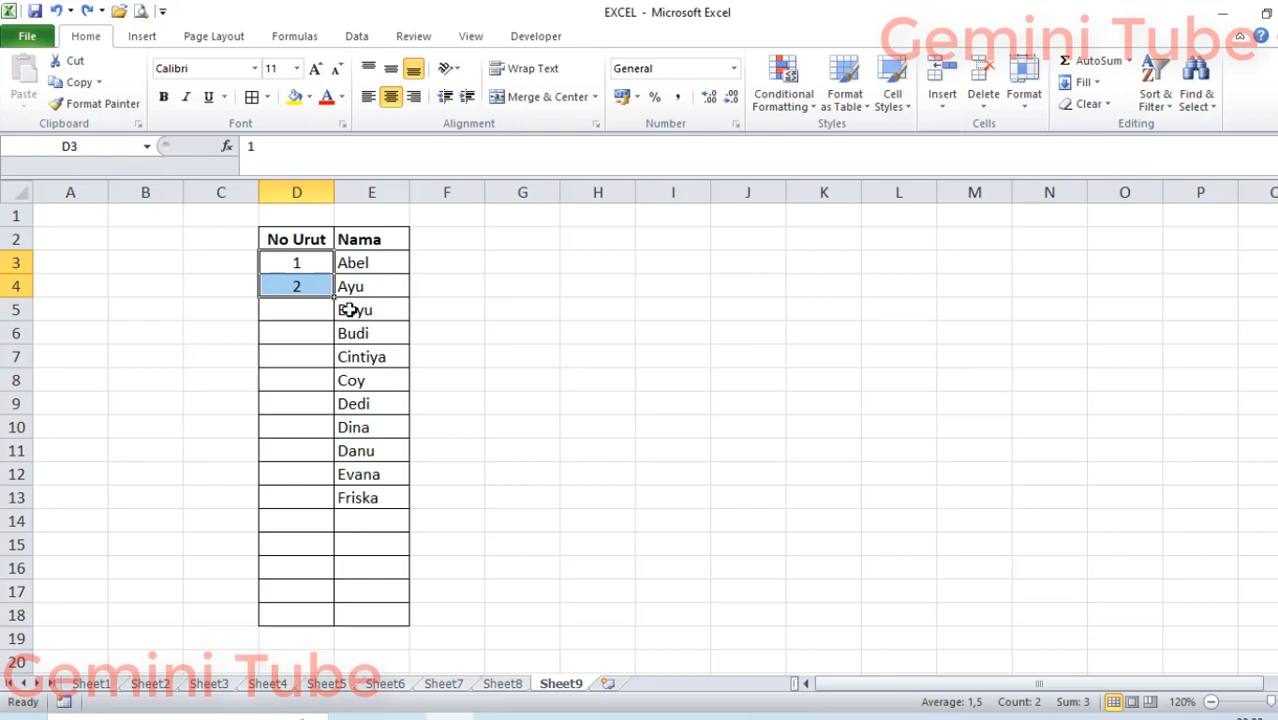 EXCEL - Microsoft Excel
Gemini Tube
File Home Insert Page Layout Formulas Data Review View Developer
Paste
Cut
Copy
Format Painter
Clipboard
Calibri 11
B I U
Font
Wrap Text
Merge & Center
Alignment
General
% ,
Number
Conditional Formatting
Format as Table
Cell Styles
Styles
Insert
Delete
Format
Cells
Σ AutoSum
Fill
Clear
Sort & Filter
Find & Select
Editing
D3 fx 1
A B C D E F G H I J K L M N O P
1
2 No Urut Nama
3 1 Abel
4 2 Ayu
5
6 Budi
7 Cintiya
8 Coy
9 Dedi
10 Dina
11 Danu
12 Evana
13 Friska
14
15
16
17
18
19
20
Gemini Tube
Sheet1 Sheet2 Sheet3 Sheet4 Sheet5 Sheet6 Sheet7 Sheet8 Sheet9
Ready Average: 1,5 Count: 2 Sum: 3 120%